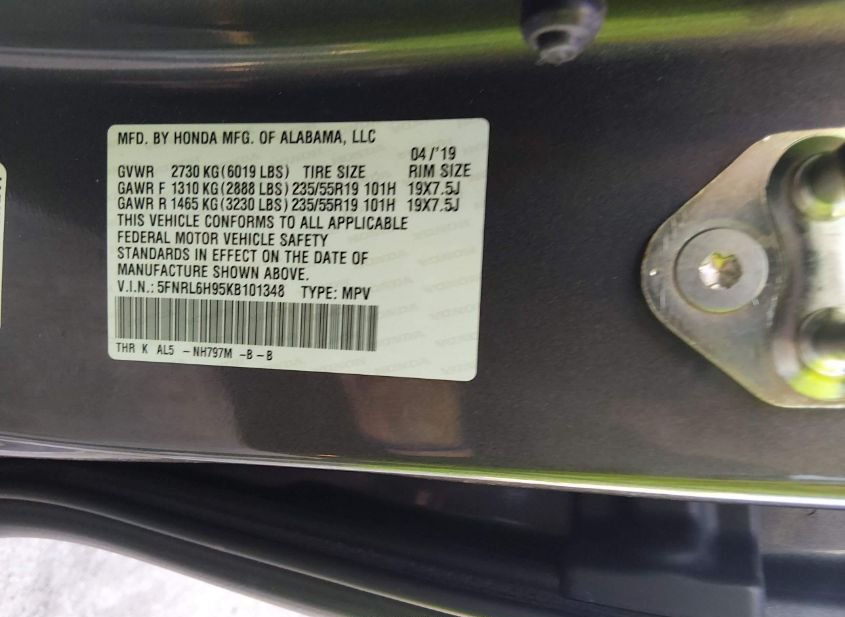 MFD. BY HONDA MFG. OF ALABAMA, LLC
04/'19
GVWR 2730 KG(6019 LBS) TIRE SIZE RIM SIZE
GAWR F 1310 KG(2888 LBS) 235/55R19 101H 19X7.5J
GAWR R 1465 KG(3230 LBS) 235/55R19 101H 19X7.5J
THIS VEHICLE CONFORMS TO ALL APPLICABLE
FEDERAL MOTOR VEHICLE SAFETY
STANDARDS IN EFFECT ON THE DATE OF
MANUFACTURE SHOWN ABOVE.
V.I.N.: 5FNRL6H95KB101348 TYPE: MPV
THR K AL5 -NH797M -B-B